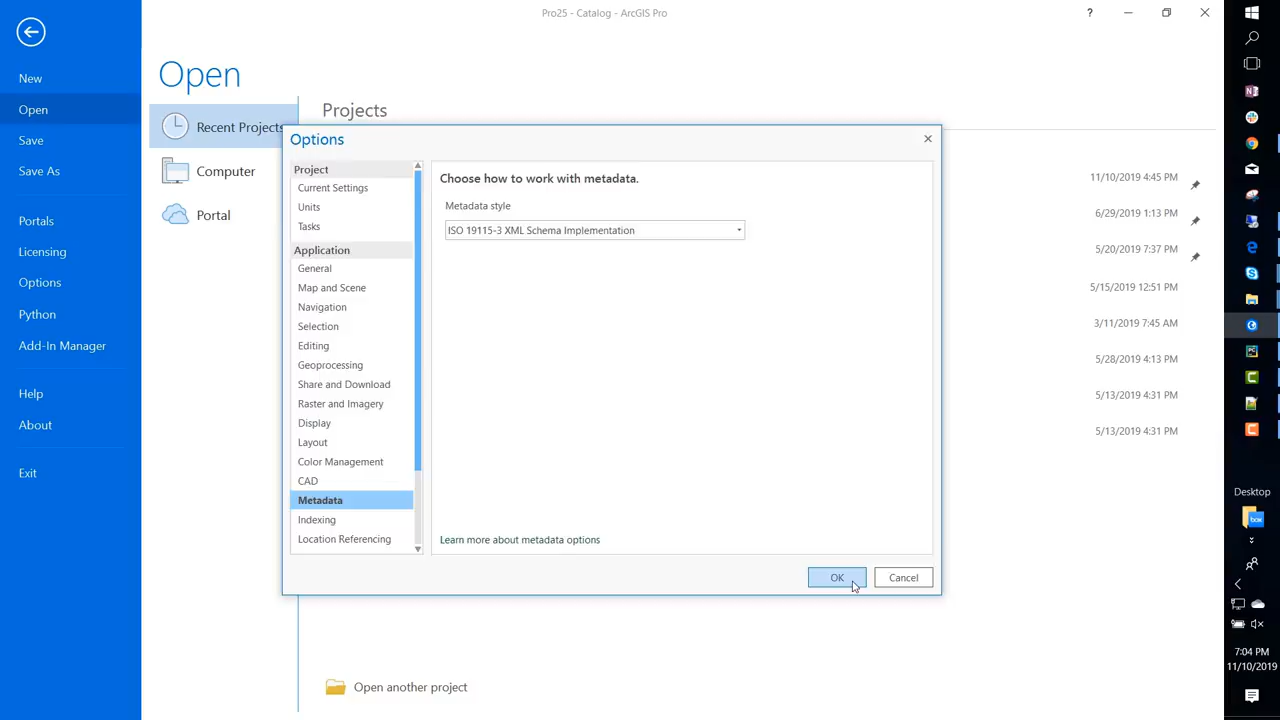 Pro25 - Catalog - ArcGIS Pro
?
New
Open
Save
Save As
Portals
Licensing
Options
Python
Add-In Manager
Help
About
Exit
Open
Recent Projects
Computer
Portal
Projects
11/10/2019 4:45 PM
6/29/2019 1:13 PM
5/20/2019 7:37 PM
5/15/2019 12:51 PM
3/11/2019 7:45 AM
5/28/2019 4:13 PM
5/13/2019 4:31 PM
5/13/2019 4:31 PM
Open another project
Options
Project
Current Settings
Units
Tasks
Application
General
Map and Scene
Navigation
Selection
Editing
Geoprocessing
Share and Download
Raster and Imagery
Display
Layout
Color Management
CAD
Metadata
Indexing
Location Referencing
Choose how to work with metadata.
Metadata style
ISO 19115-3 XML Schema Implementation
Learn more about metadata options
OK
Cancel
Desktop
box
7:04 PM
11/10/2019